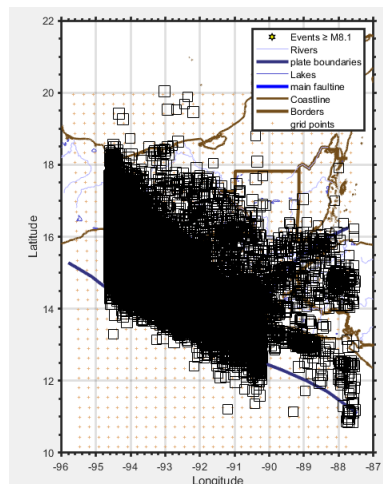 22
20
18
16
14
12
10
Latitude
-96
-95
-94
-93
-92
-91
-90
-89
-88
-87
Longitude
Events ≥ M8.1
Rivers
plate boundaries
Lakes
main faultine
Coastline
Borders
grid points